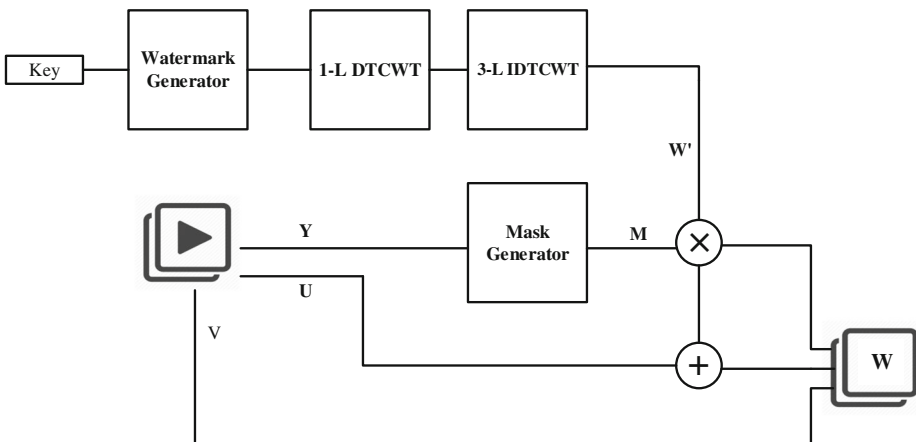 Key
Watermark
Generator
1-L DTCWT
3-L IDTCWT
W'
Y
Mask
Generator
M
×
U
V
+
W